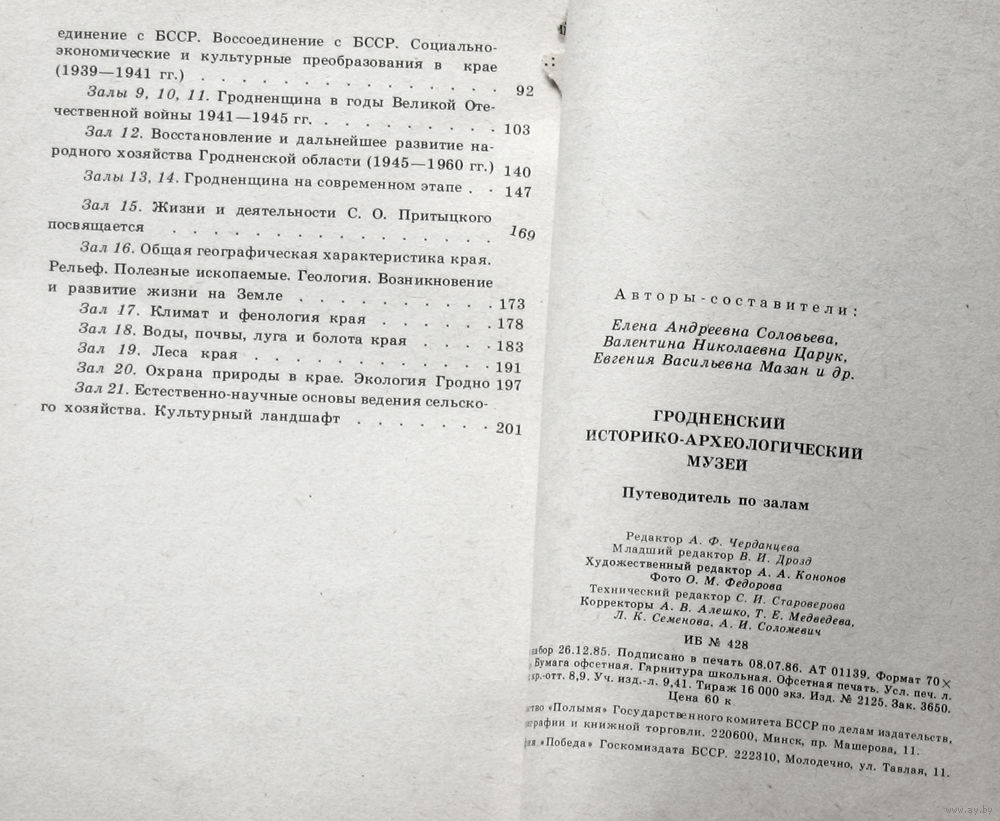 единение с БССР. Воссоединение с БССР. Социально-
экономические и культурные преобразования в крае
(1939—1941 гг.) . . . . . . . . . . . 92
Залы 9, 10, 11. Гродненщина в годы Великой Оте-
чественной войны 1941—1945 гг. . . . . . . . . 103
Зал 12. Восстановление и дальнейшее развитие на-
родного хозяйства Гродненской области (1945—1960 гг.) 140
Залы 13, 14. Гродненщина на современном этапе . . 147
Зал 15. Жизни и деятельности С. О. Притыцкого
посвящается . . . . . . . . . . . . 169
Зал 16. Общая географическая характеристика края.
Рельеф. Полезные ископаемые. Геология. Возникновение
и развитие жизни на Земле . . . . . . . . 173
Зал 17. Климат и фенология края . . . . . 178
Зал 18. Воды, почвы, луга и болота края . . . . 183
Зал 19. Леса края . . . . . . . . . 191
Зал 20. Охрана природы в крае. Экология Гродно 197
Зал 21. Естественно-научные основы ведения сельско-
го хозяйства. Культурный ландшафт . . . . . . 201
Авторы-составители:
Елена Андреевна Соловьева,
Валентина Николаевна Царук,
Евгения Васильевна Мазан и др.
ГРОДНЕНСКИЙ
ИСТОРИКО-АРХЕОЛОГИЧЕСКИЙ
МУЗЕЙ
Путеводитель по залам
Редактор А. Ф. Черданцева
Младший редактор В. И. Дрозд
Художественный редактор А. А. Кононов
Фото О. М. Федорова
Технический редактор С. И. Староверова
Корректоры А. В. Алешко, Т. Е. Медведева,
Л. К. Семенова, А. И. Соломевич
ИБ № 428
набор 26.12.85. Подписано в печать 08.07.86. АТ 01139. Формат 70×
Бумага офсетная. Гарнитура школьная. Офсетная печать. Усл. печ. л.
кр.-отт. 8,9. Уч. изд.-л. 9,41. Тираж 16 000 экз. Изд. № 2125. Зак. 3650.
Цена 60 к
ство «Полымя» Государственного комитета БССР по делам издательств,
графии и книжной торговли. 220600, Минск, пр. Машерова, 11.
фия «Победа» Госкомиздата БССР. 222310, Молодечно, ул. Тавлая, 11.
www.ay.by